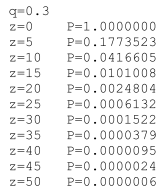 q=0.3
z=0 P=1.0000000
z=5 P=0.1773523
z=10 P=0.0416605
z=15 P=0.0101008
z=20 P=0.0024804
z=25 P=0.0006132
z=30 P=0.0001522
z=35 P=0.0000379
z=40 P=0.0000095
z=45 P=0.0000024
z=50 P=0.0000006